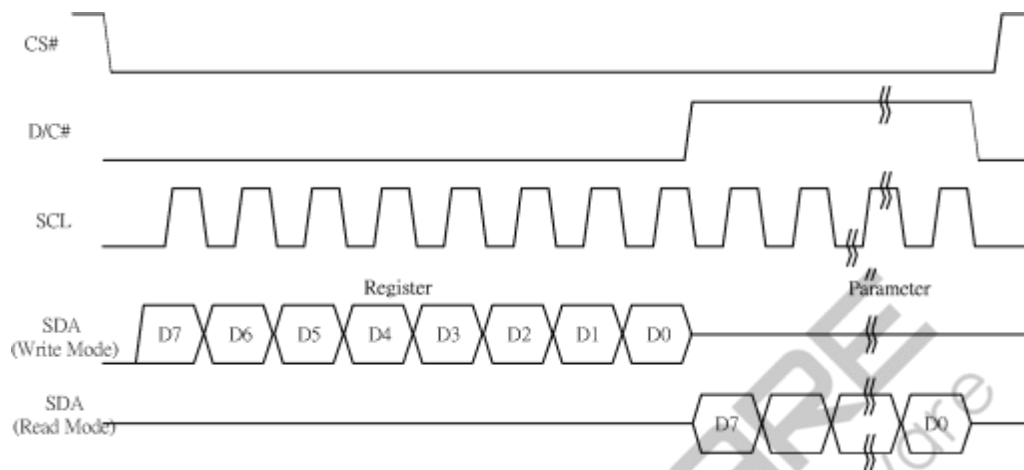 CS#
D/C#
SCL
Register
Parameter
SDA
(Write Mode)
D7 D6 D5 D4 D3 D2 D1 D0
SDA
(Read Mode)
D7 D0